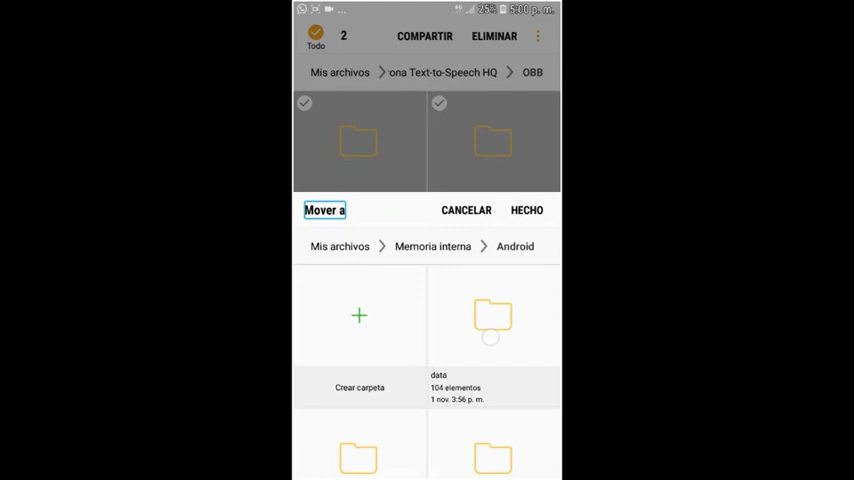 ... 4G 25% 5:00 p. m.
Todo
2
COMPARTIR
ELIMINAR
Mis archivos
ona Text-to-Speech HQ
OBB
Mover a
CANCELAR
HECHO
Mis archivos
Memoria interna
Android
Crear carpeta
data
104 elementos
1 nov. 3:56 p. m.